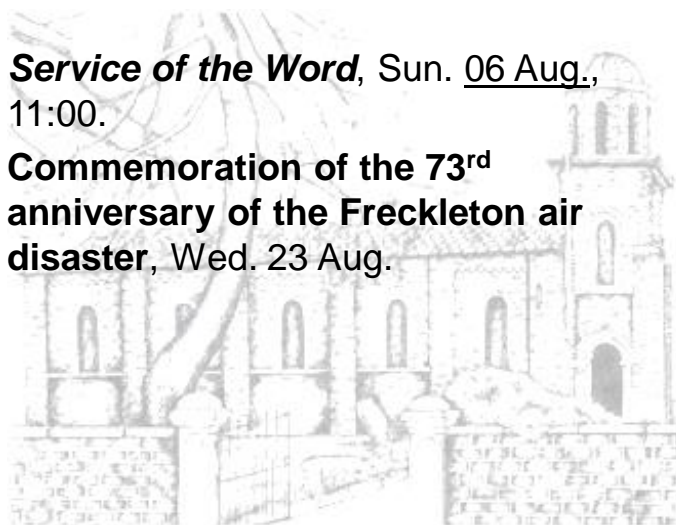 Service of the Word, Sun. 06 Aug.,
11:00.
Commemoration of the 73rd
anniversary of the Freckleton air
disaster, Wed. 23 Aug.